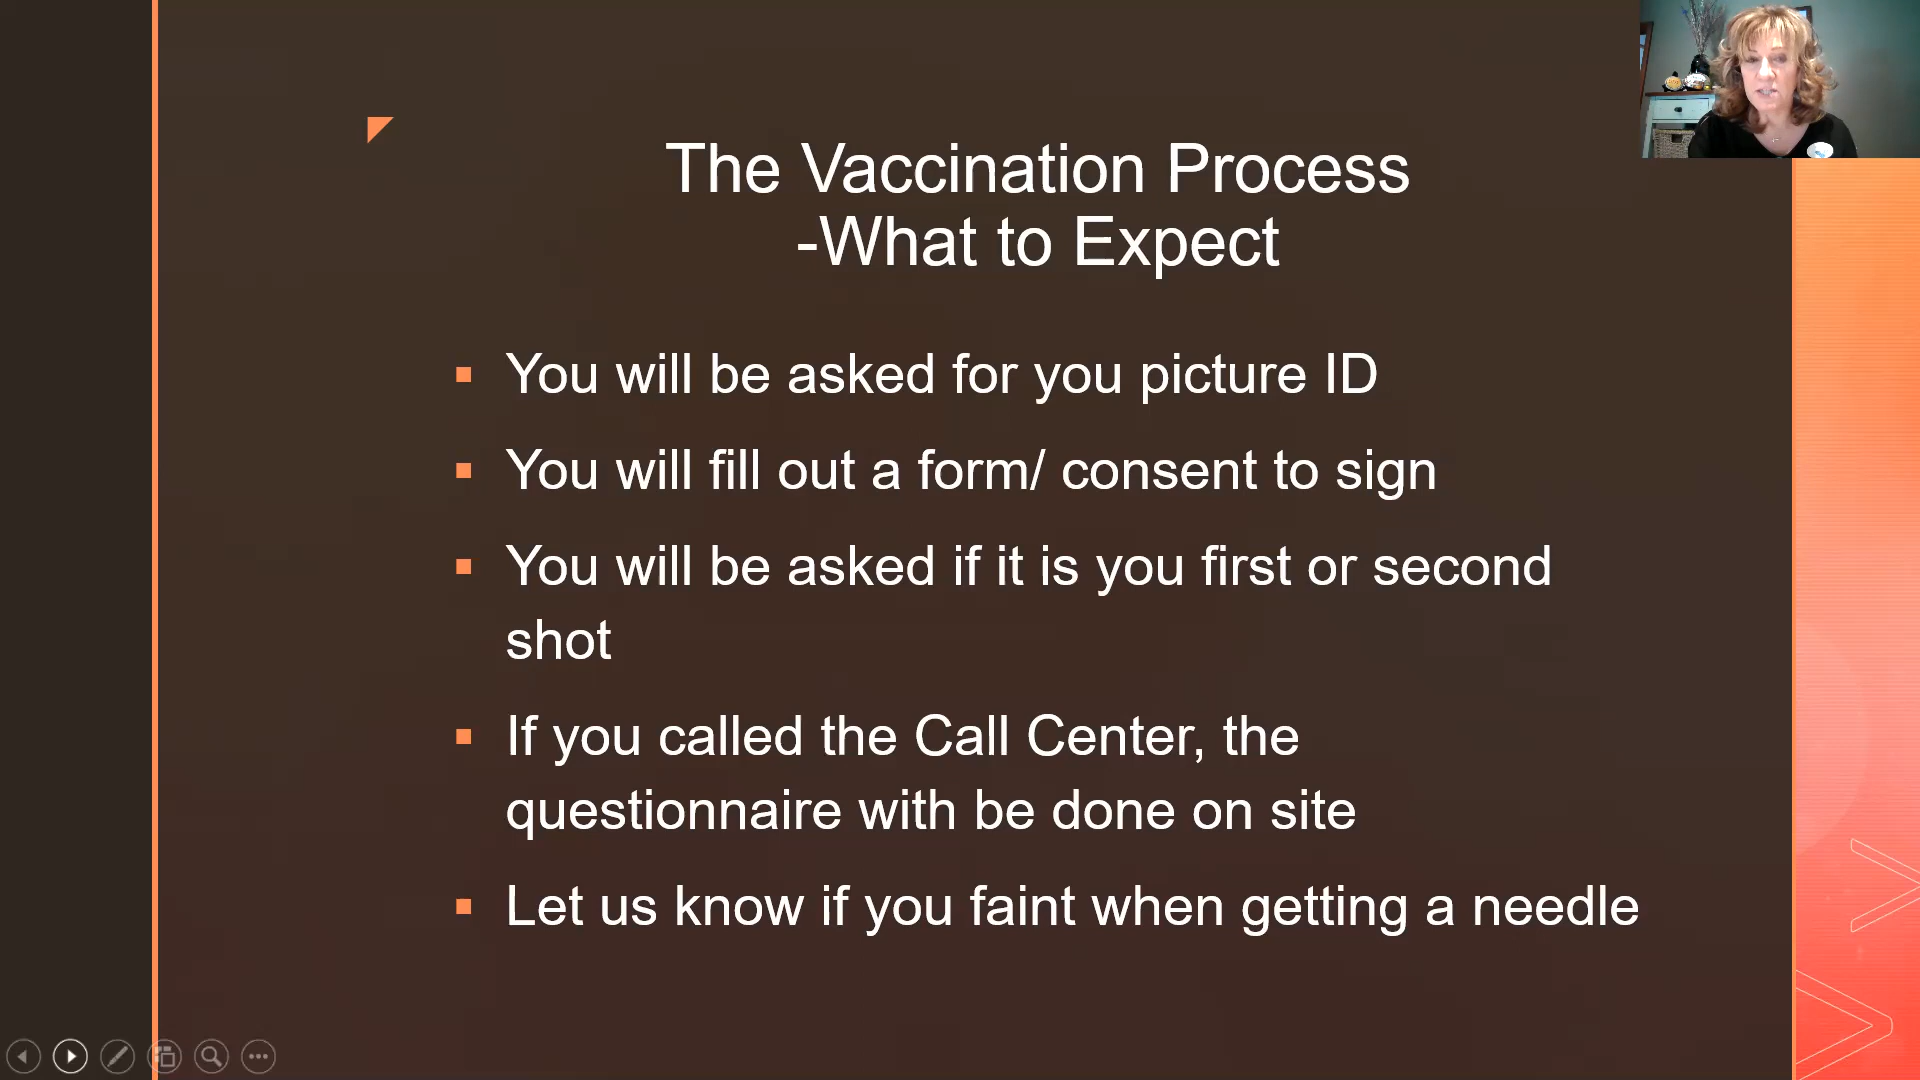 The Vaccination Process
-What to Expect
▪ You will be asked for you picture ID
▪ You will fill out a form/ consent to sign
▪ You will be asked if it is you first or second
shot
▪ If you called the Call Center, the
questionnaire with be done on site
▪ Let us know if you faint when getting a needle